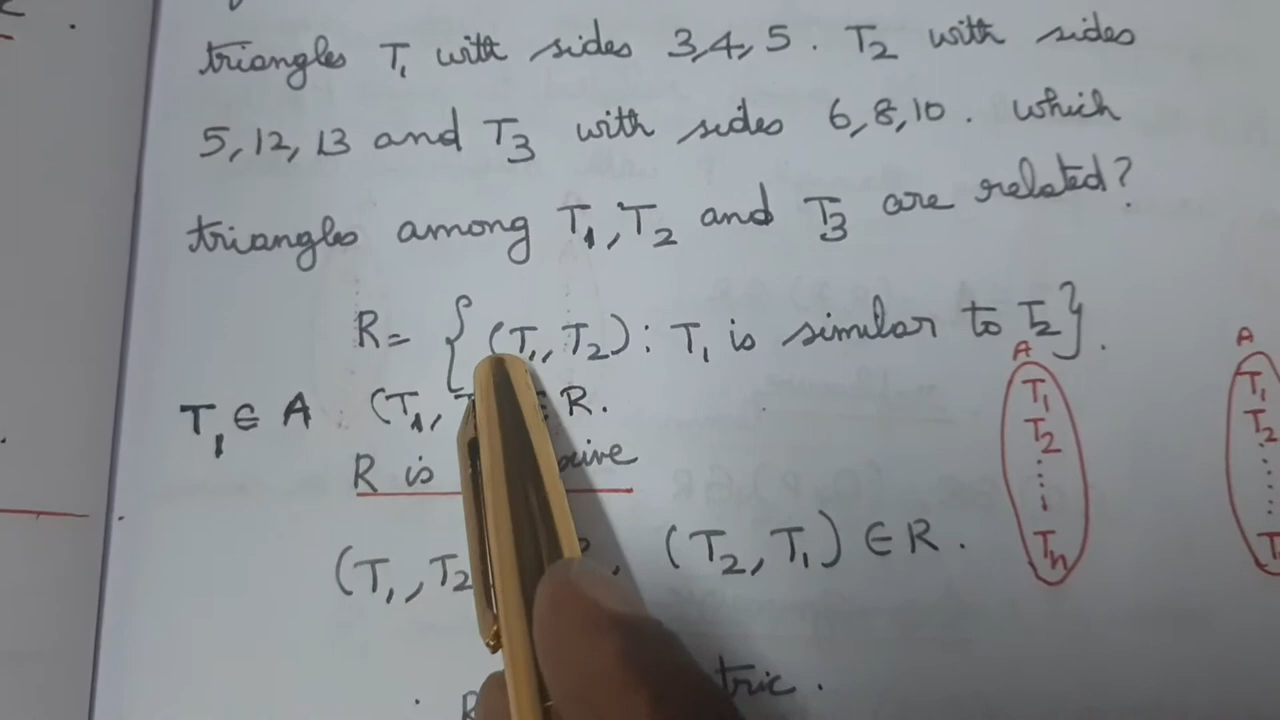 triangles T₁ with sides 3,4,5. T₂ with sides
5, 12, 13 and T₃ with sides 6,8,10. which
triangles among T₁, T₂ and T₃ are related?
R = { (T₁, T₂) : T₁ is similar to T₂ }.
T₁ ∈ A (T₁, ∈ R.
R is
(T₁, T₂ (T₂, T₁) ∈ R.
R
A
T₁
T₂
Tn
A
T₁
T₂